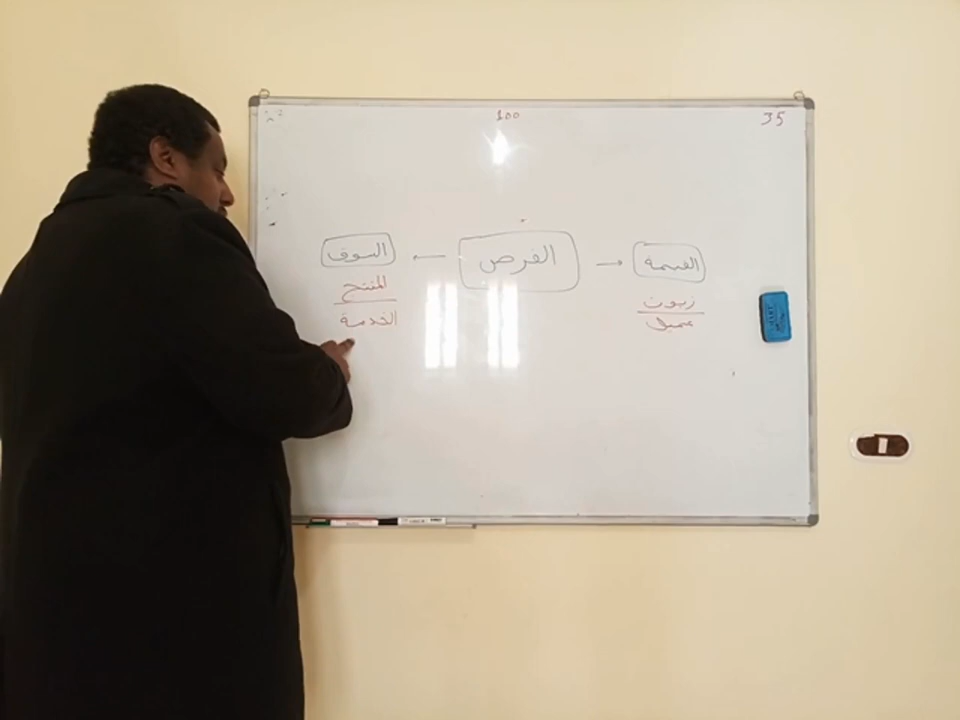 35
100
القيمة → الفرص ← السوق
زبون
عميل
المنتج
الخدمة